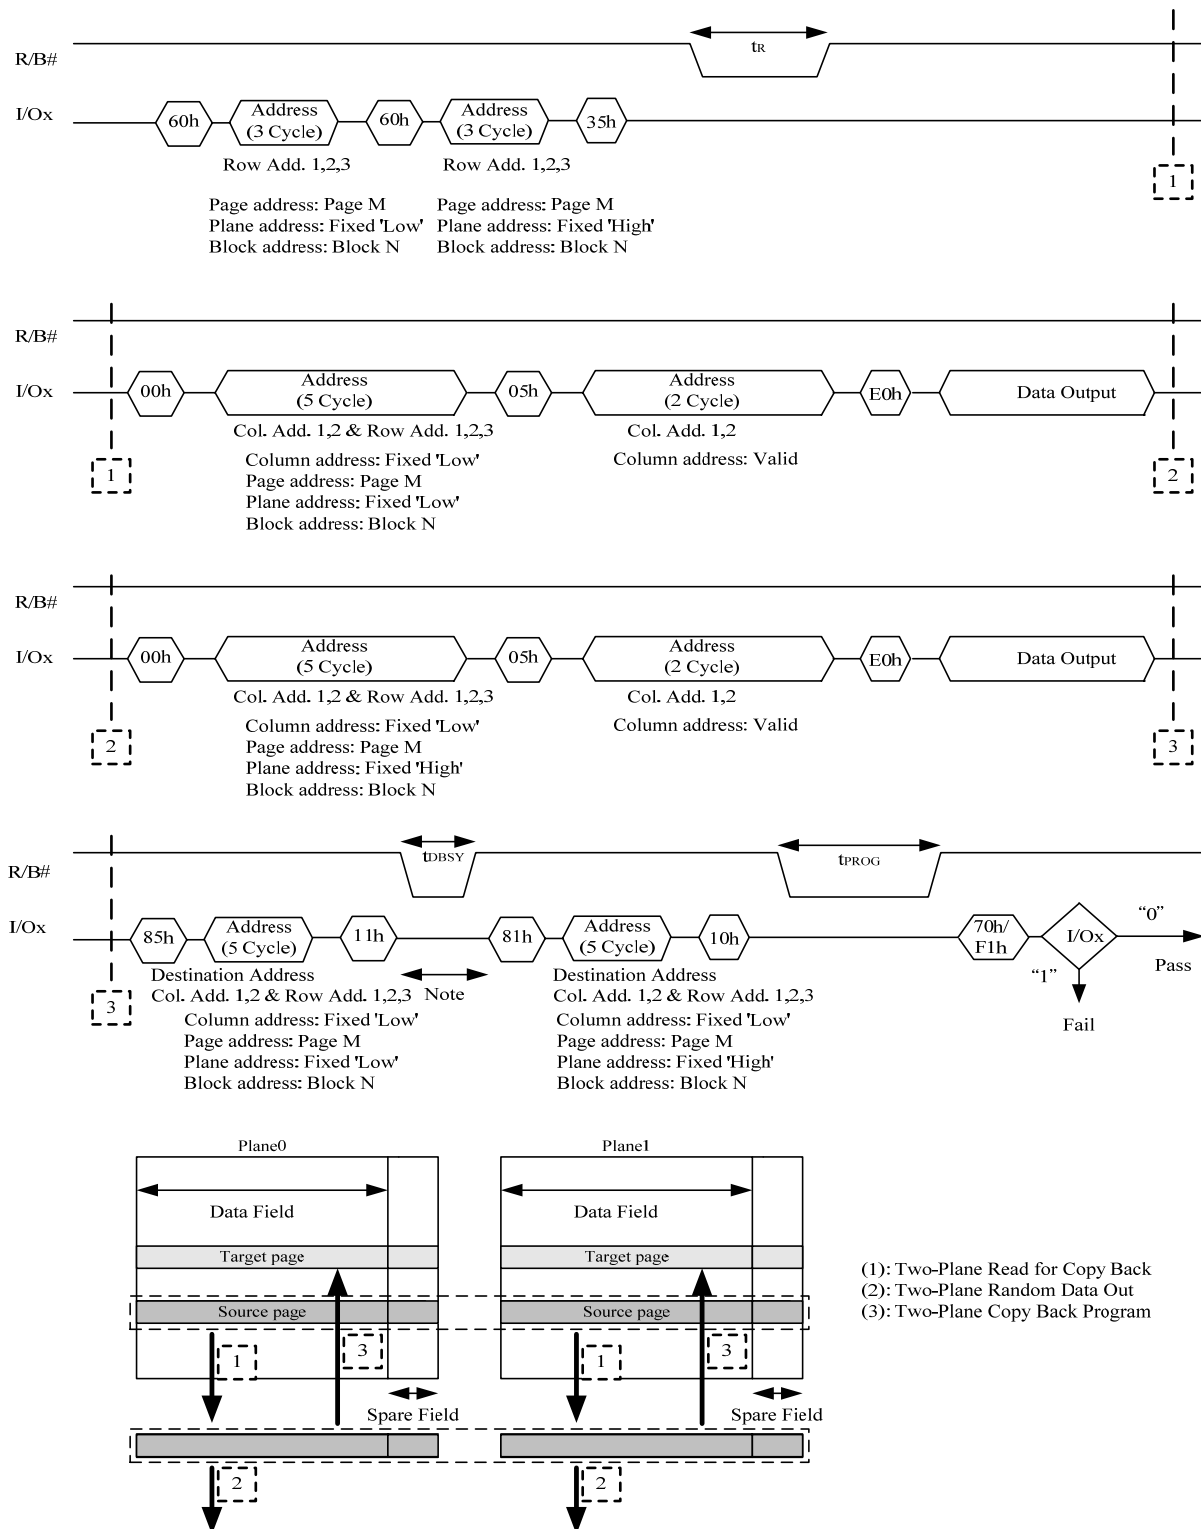 R/B#
tR
I/Ox
60h
Address
(3 Cycle)
60h
Address
(3 Cycle)
35h
Row Add. 1,2,3
Row Add. 1,2,3
1
Page address: Page M
Plane address: Fixed 'Low'
Block address: Block N
Page address: Page M
Plane address: Fixed 'High'
Block address: Block N
R/B#
I/Ox
00h
Address
(5 Cycle)
05h
Address
(2 Cycle)
E0h
Data Output
Col. Add. 1,2 & Row Add. 1,2,3
Col. Add. 1,2
1
Column address: Fixed 'Low'
Page address: Page M
Plane address: Fixed 'Low'
Block address: Block N
Column address: Valid
2
R/B#
I/Ox
00h
Address
(5 Cycle)
05h
Address
(2 Cycle)
E0h
Data Output
Col. Add. 1,2 & Row Add. 1,2,3
Col. Add. 1,2
2
Column address: Fixed 'Low'
Page address: Page M
Plane address: Fixed 'High'
Block address: Block N
Column address: Valid
3
R/B#
tDBSY
tPROG
I/Ox
85h
Address
(5 Cycle)
11h
81h
Address
(5 Cycle)
10h
70h/
F1h
I/Ox
"0"
Pass
"1"
Fail
3
Destination Address
Col. Add. 1,2 & Row Add. 1,2,3
Column address: Fixed 'Low'
Page address: Page M
Plane address: Fixed 'Low'
Block address: Block N
Note
Destination Address
Col. Add. 1,2 & Row Add. 1,2,3
Column address: Fixed 'Low'
Page address: Page M
Plane address: Fixed 'High'
Block address: Block N
Plane0
Plane1
Data Field
Data Field
Target page
Target page
Source page
Source page
1
3
1
3
Spare Field
Spare Field
2
2
(1): Two-Plane Read for Copy Back
(2): Two-Plane Random Data Out
(3): Two-Plane Copy Back Program